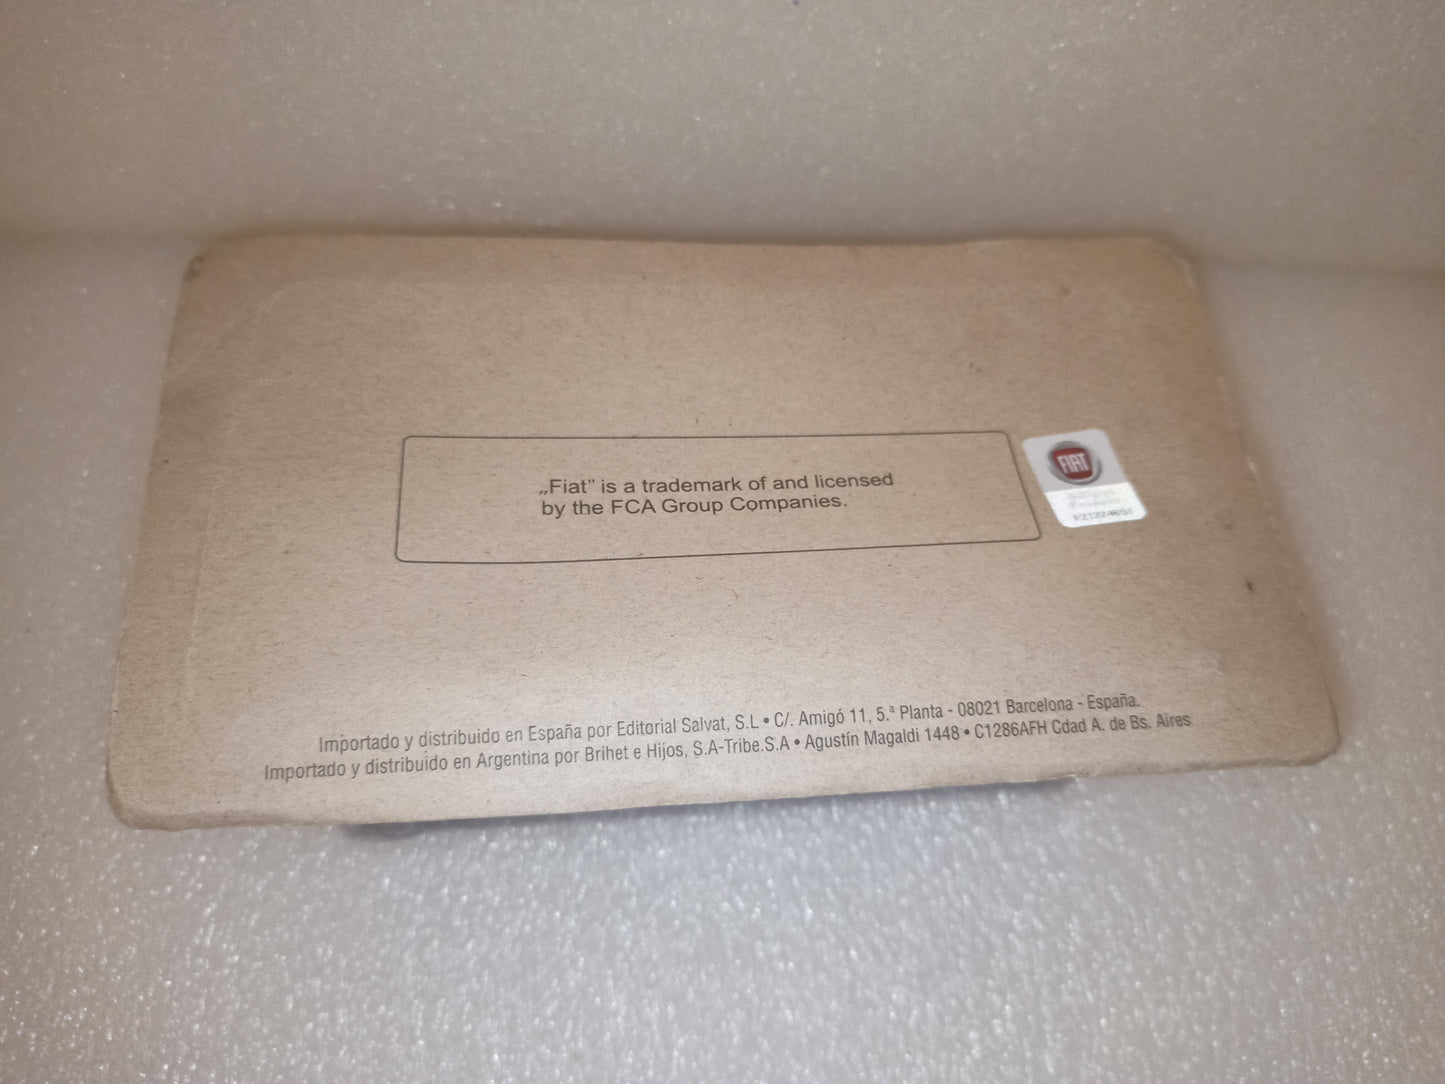 „Fiat" is a trademark of and licensed
by the FCA Group Companies.
FIAT
Importado y distribuido en España por Editorial Salvat, S.L • C/. Amigó 11, 5.ª Planta - 08021 Barcelona - España.
Importado y distribuido en Argentina por Brihet e Hijos, S.A-Tribe.S.A • Agustín Magaldi 1448 • C1286AFH Cdad A. de Bs. Aires